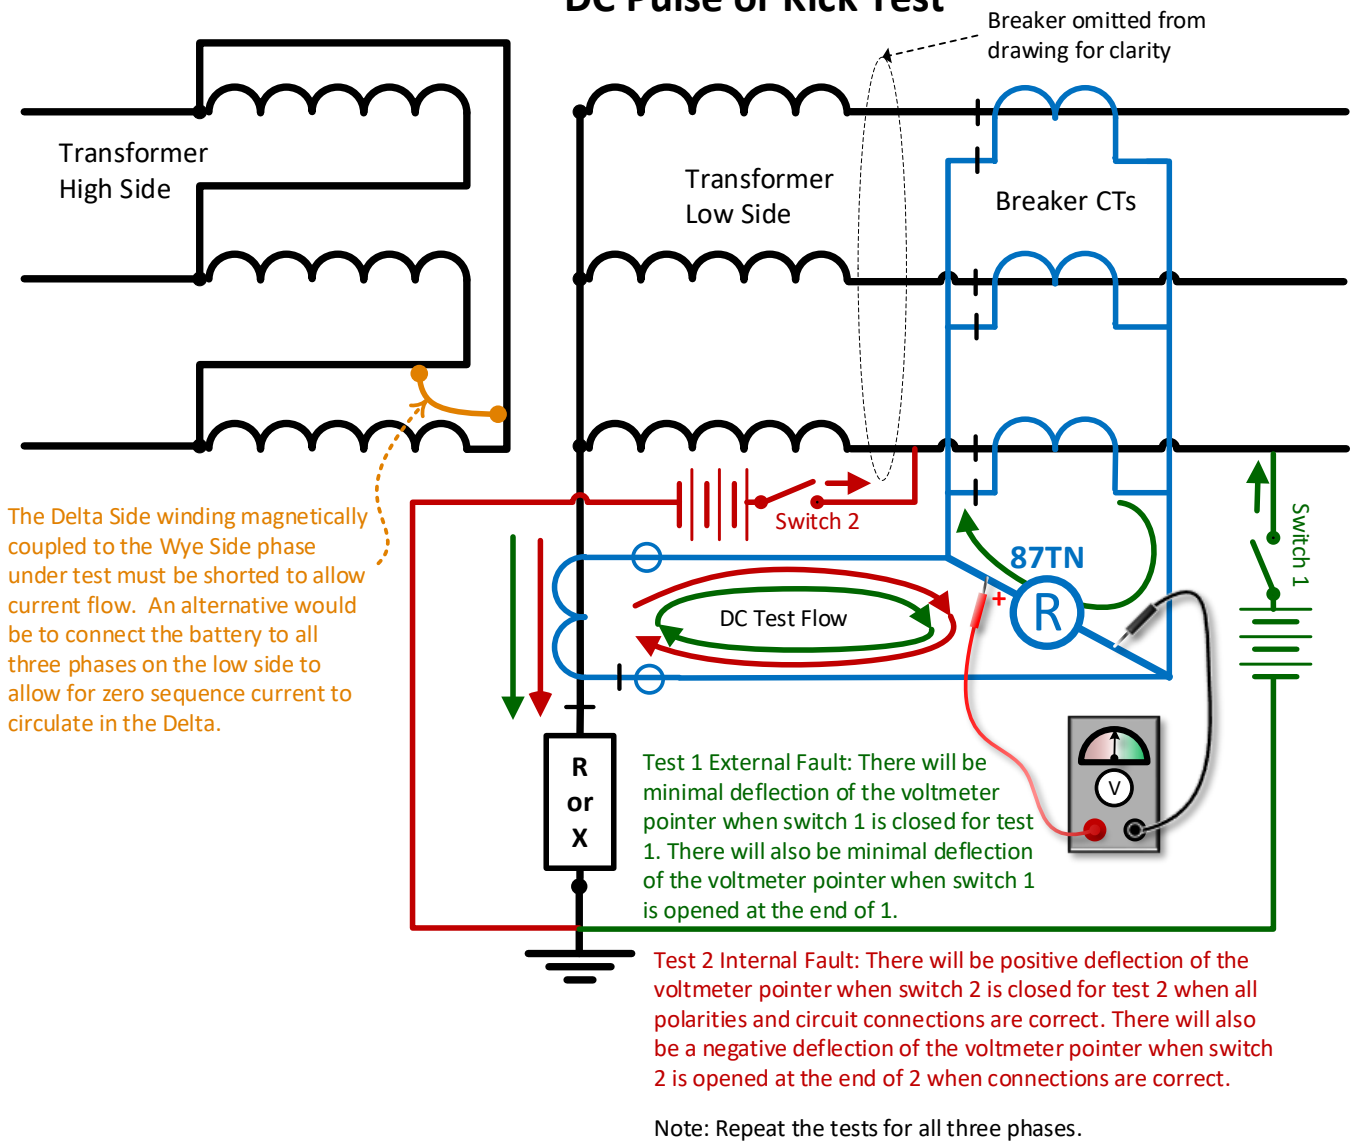 DC Pulse or Kick Test
Breaker omitted from
drawing for clarity
Transformer
High Side
Transformer
Low Side
Breaker CTs
The Delta Side winding magnetically
coupled to the Wye Side phase
under test must be shorted to allow
current flow. An alternative would
be to connect the battery to all
three phases on the low side to
allow for zero sequence current to
circulate in the Delta.
Switch 2
Switch 1
87TN
R
+
DC Test Flow
R
or
X
V
Test 1 External Fault: There will be
minimal deflection of the voltmeter
pointer when switch 1 is closed for test
1. There will also be minimal deflection
of the voltmeter pointer when switch 1
is opened at the end of 1.
Test 2 Internal Fault: There will be positive deflection of the
voltmeter pointer when switch 2 is closed for test 2 when all
polarities and circuit connections are correct. There will also
be a negative deflection of the voltmeter pointer when switch
2 is opened at the end of 2 when connections are correct.
Note: Repeat the tests for all three phases.